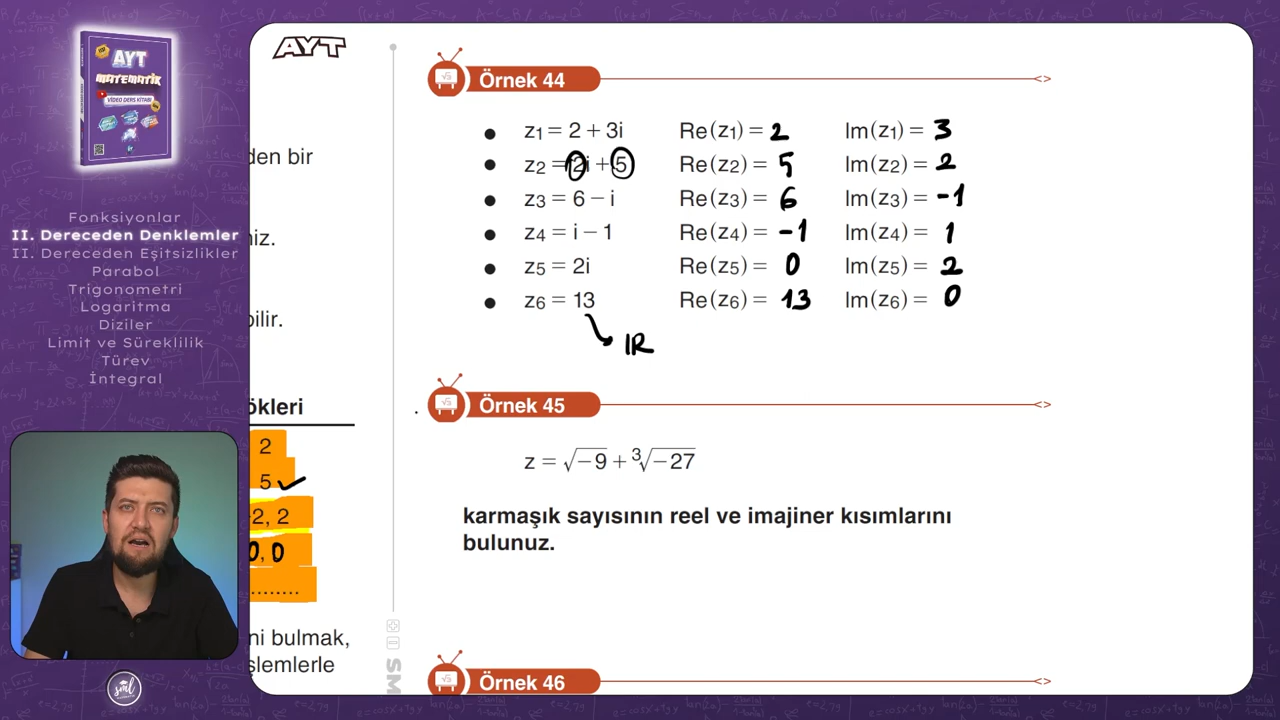 AYT
MATEMATİK
VİDEO DERS KİTABI
Fonksiyonlar
II. Dereceden Denklemler
II. Dereceden Eşitsizlikler
Parabol
Trigonometri
Logaritma
Diziler
Limit ve Süreklilik
Türev
İntegral
sml
AYT
den bir
iz.
bilir.
ökleri
2
5 ✓
-2, 2
0, 0
.........
ni bulmak,
şlemlerle
SM
Örnek 44
• z1 = 2 + 3i Re(z1) = 2 Im(z1) = 3
• z2 = 2i + 5 Re(z2) = 5 Im(z2) = 2
• z3 = 6 − i Re(z3) = 6 Im(z3) = -1
• z4 = i − 1 Re(z4) = -1 Im(z4) = 1
• z5 = 2i Re(z5) = 0 Im(z5) = 2
• z6 = 13 Re(z6) = 13 Im(z6) = 0
IR
Örnek 45
z = √−9 + ³√−27
karmaşık sayısının reel ve imajiner kısımlarını
bulunuz.
Örnek 46